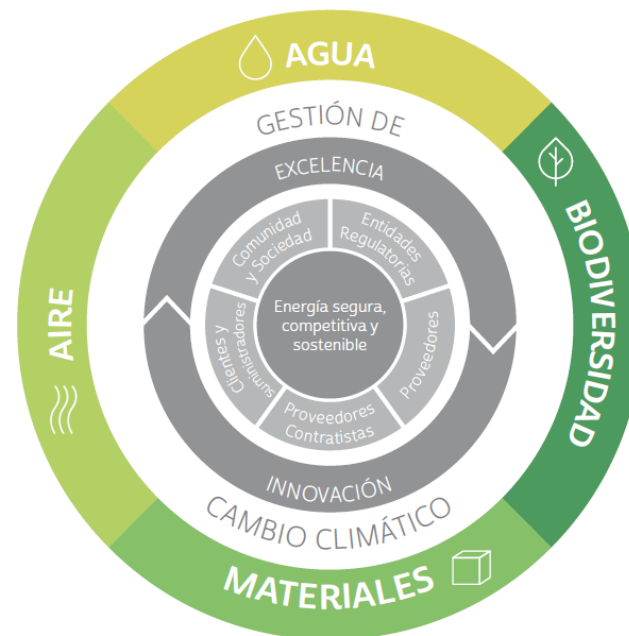 AGUA
GESTIÓN DE
EXCELENCIA
Comunidad
y Sociedad
Entidades
Regulatorias
AIRE
Clientes y
suministradores
Energía segura,
competitiva y
sostenible
Proveedores
BIODIVERSIDAD
Proveedores
Contratistas
INNOVACIÓN
CAMBIO CLIMÁTICO
MATERIALES